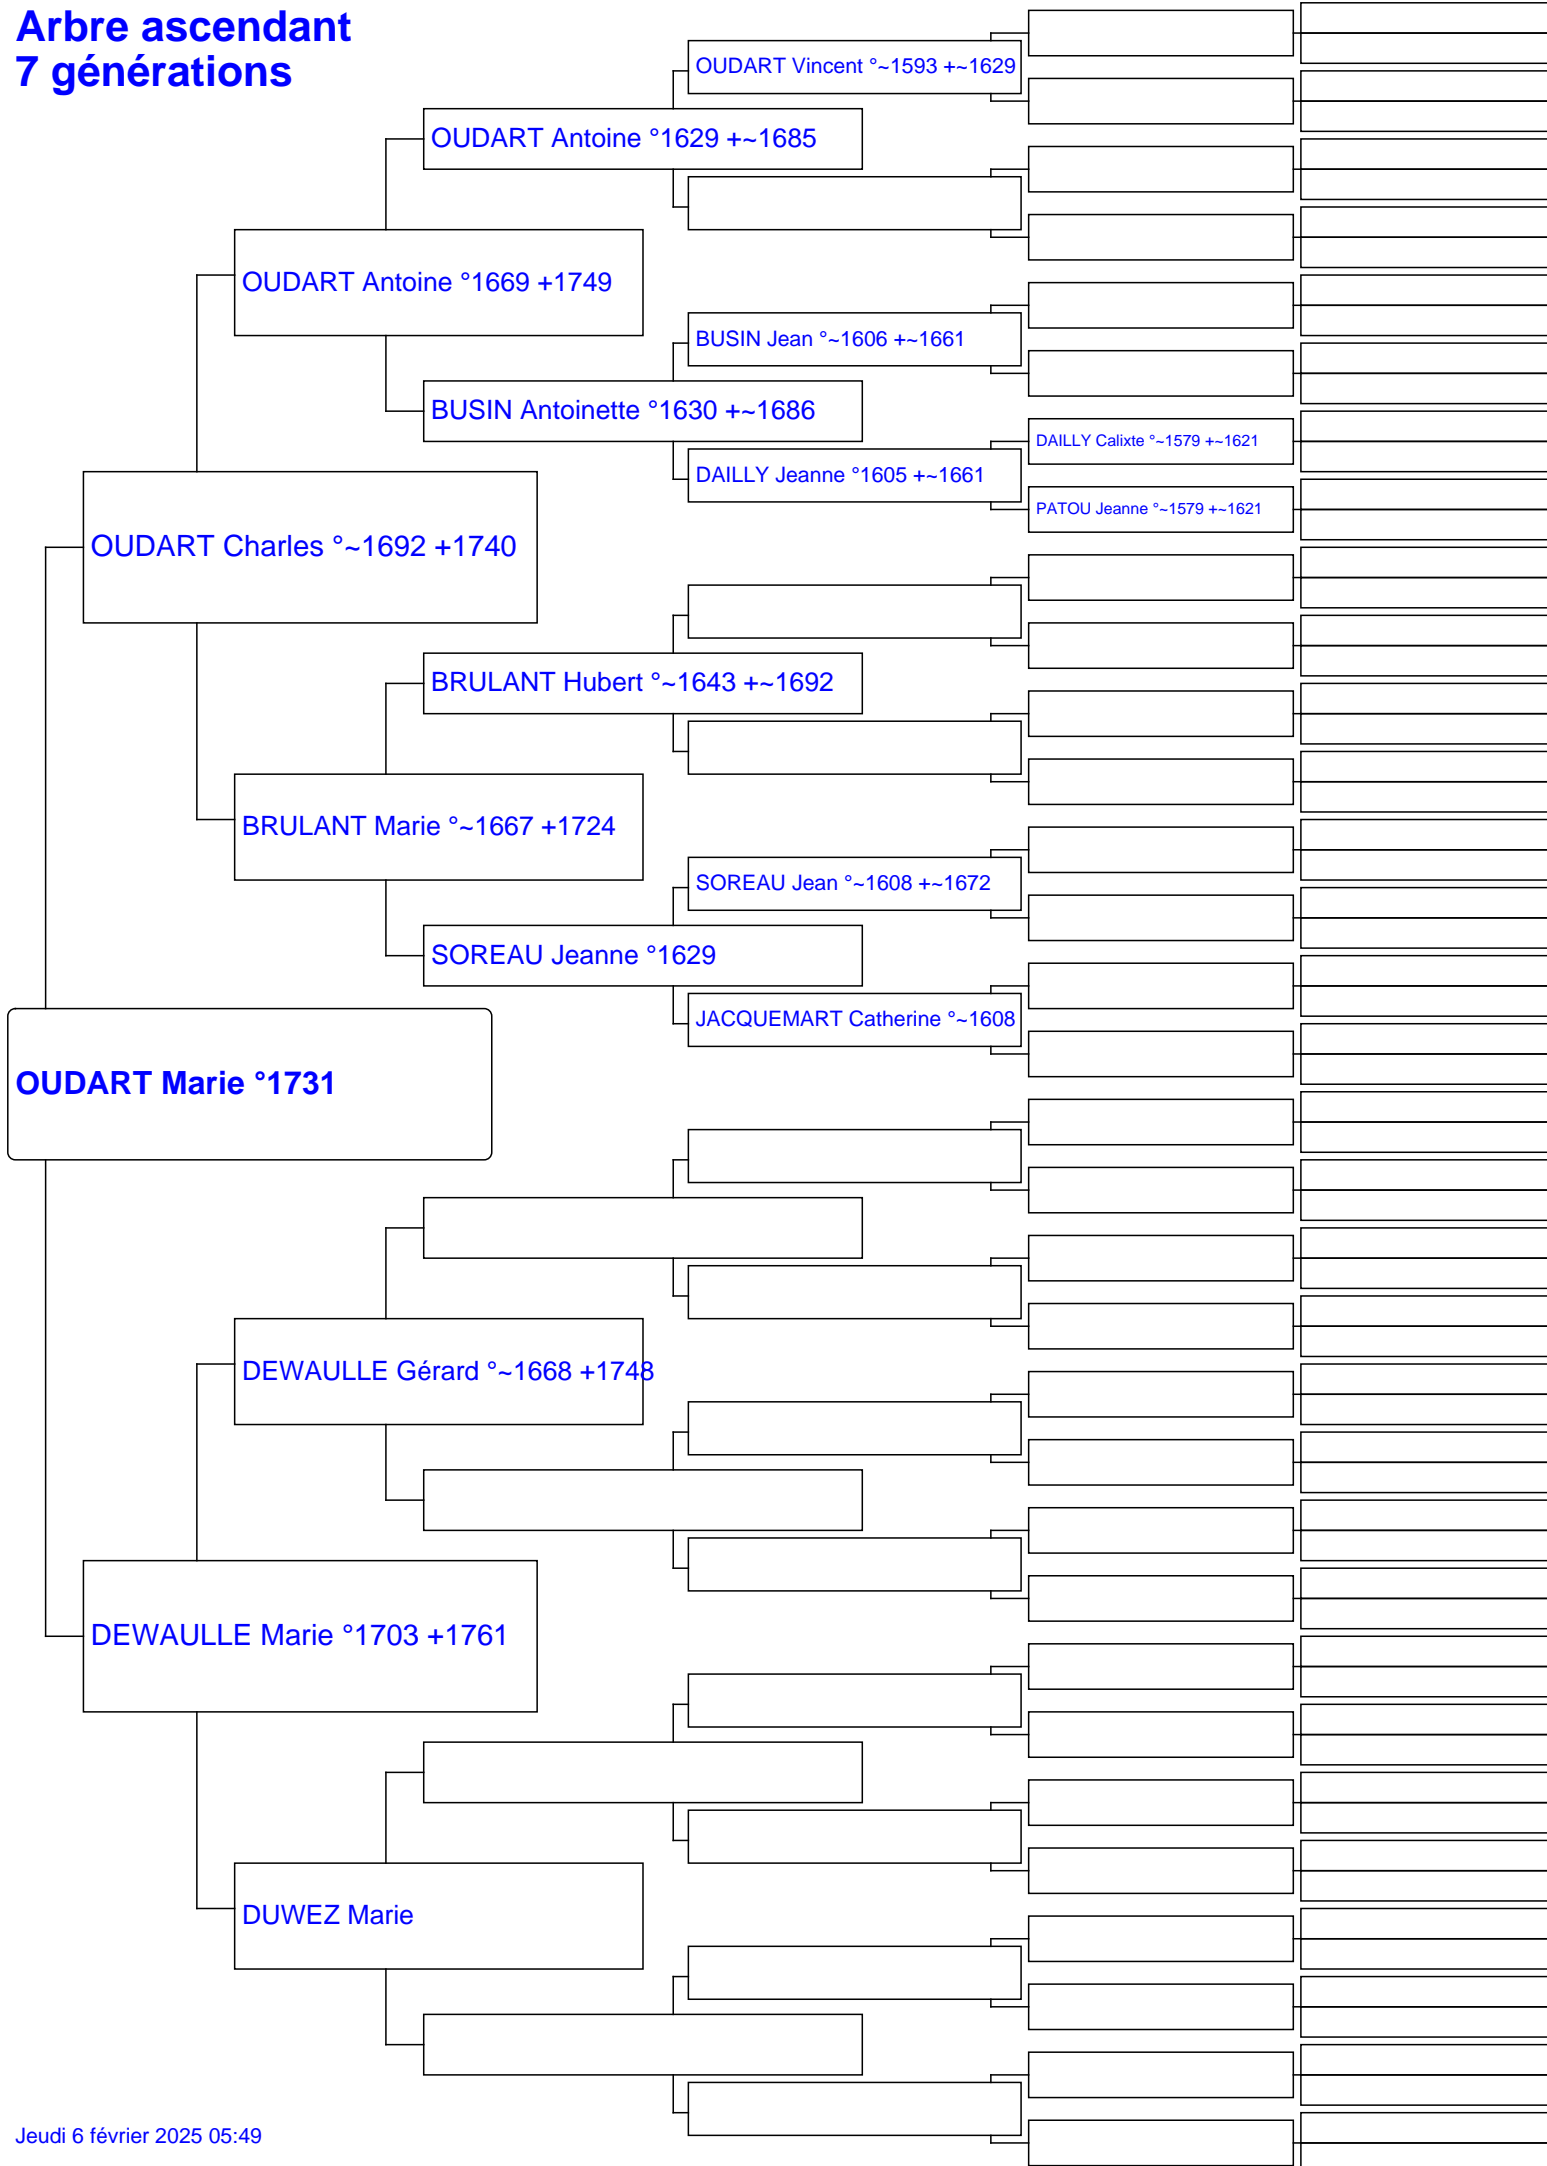 Arbre ascendant
7 générations
OUDART Vincent °~1593 +~1629
OUDART Antoine °1629 +~1685
OUDART Antoine °1669 +1749
BUSIN Jean °~1606 +~1661
BUSIN Antoinette °1630 +~1686
DAILLY Calixte °~1579 +~1621
DAILLY Jeanne °1605 +~1661
PATOU Jeanne °~1579 +~1621
OUDART Charles °~1692 +1740
BRULANT Hubert °~1643 +~1692
BRULANT Marie °~1667 +1724
SOREAU Jean °~1608 +~1672
SOREAU Jeanne °1629
JACQUEMART Catherine °~1608
OUDART Marie °1731
DEWAULLE Gérard °~1668 +1748
DEWAULLE Marie °1703 +1761
DUWEZ Marie
Jeudi 6 février 2025 05:49